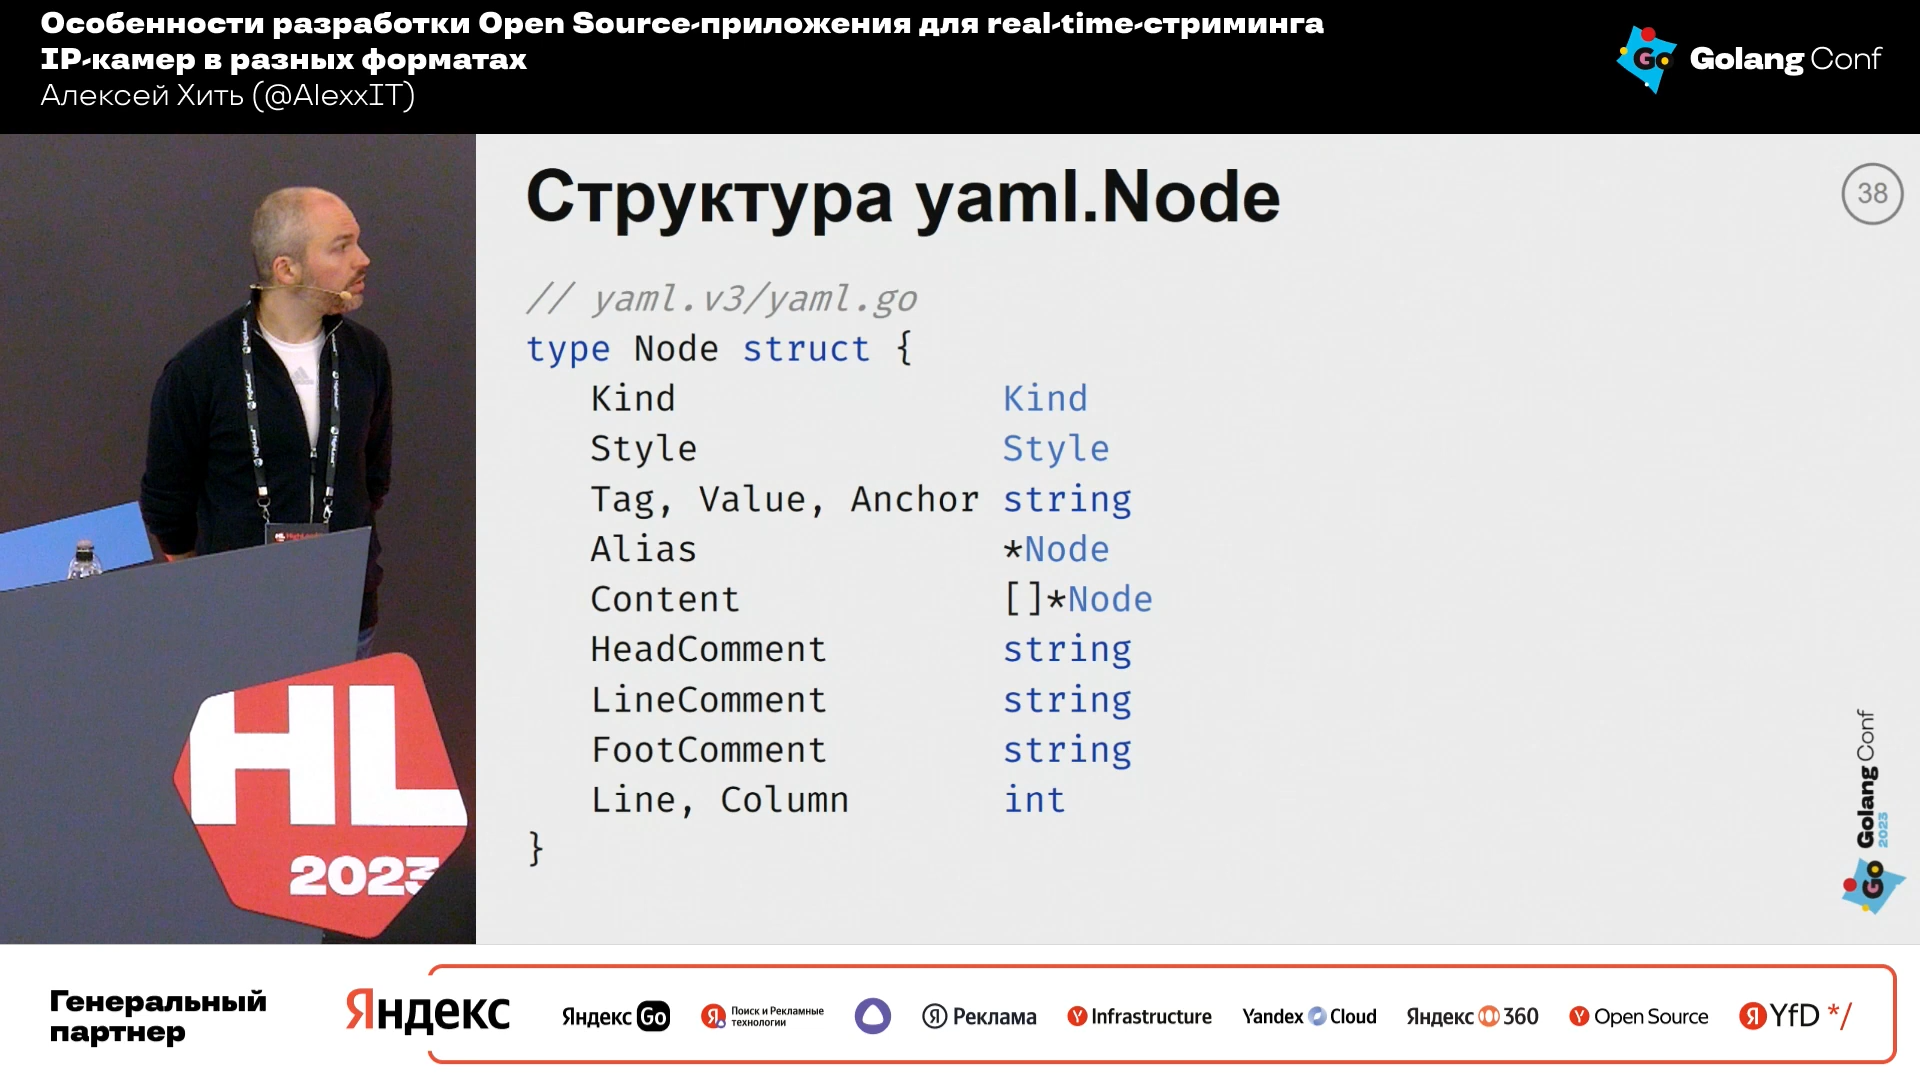 Особенности разработки Open Source-приложения для real-time-стриминга
IP-камер в разных форматах
Алексей Хить (@AlexxIT)
Go Golang Conf
Структура yaml.Node
38
// yaml.v3/yaml.go
type Node struct {
Kind Kind
Style Style
Tag, Value, Anchor string
Alias *Node
Content []*Node
HeadComment string
LineComment string
FootComment string
Line, Column int
}
Go Golang Conf
2023
HL
2023
Генеральный
партнер
Яндекс
Яндекс Go
Я Поиск и Рекламные
технологии
Я Реклама
Y Infrastructure
Yandex Cloud
Яндекс 360
Y Open Source
Я YfD */